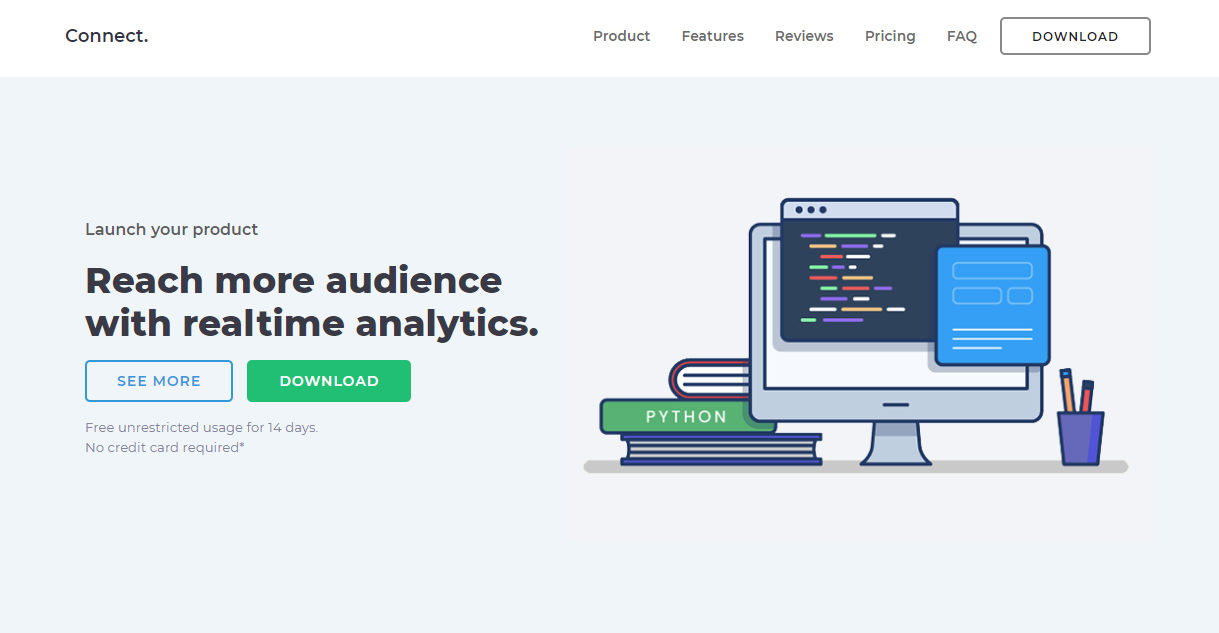 Connect.
Product Features Reviews Pricing FAQ DOWNLOAD
Launch your product
Reach more audience
with realtime analytics.
SEE MORE DOWNLOAD
Free unrestricted usage for 14 days.
No credit card required*
PYTHON